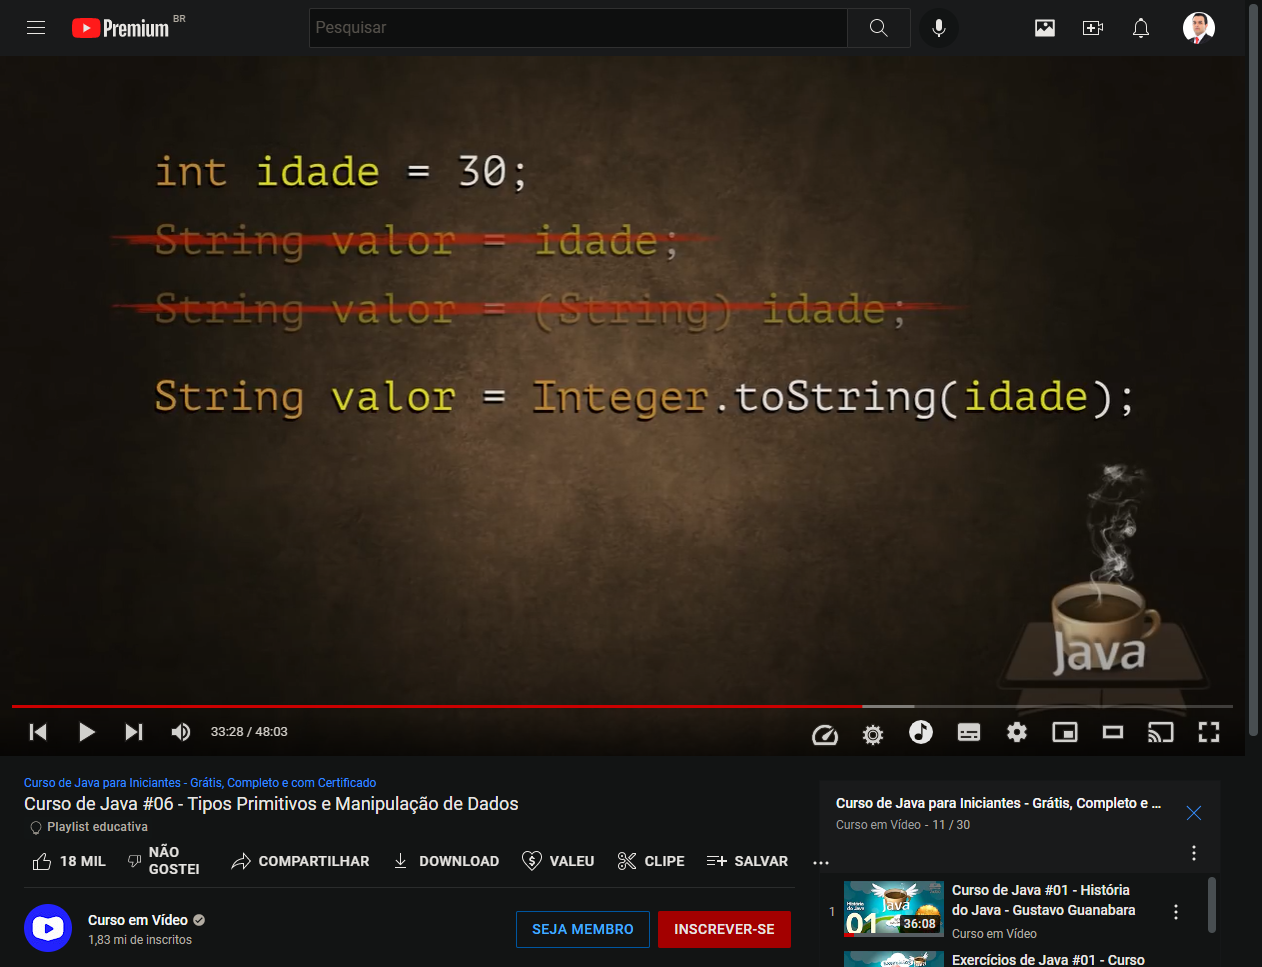 Premium BR
Pesquisar
int idade = 30;
String valor = idade;
String valor = (String) idade;
String valor = Integer.toString(idade);
Java
33:28 / 48:03
Curso de Java para Iniciantes - Grátis, Completo e com Certificado
Curso de Java #06 - Tipos Primitivos e Manipulação de Dados
Playlist educativa
18 MIL
NÃO
GOSTEI
COMPARTILHAR
DOWNLOAD
VALEU
CLIPE
SALVAR
Curso em Vídeo
1,83 mi de inscritos
SEJA MEMBRO
INSCREVER-SE
Curso de Java para Iniciantes - Grátis, Completo e ...
Curso em Vídeo - 11 / 30
1
História
do Java
01
Java
36:08
Curso de Java #01 - História
do Java - Gustavo Guanabara
Curso em Vídeo
Exercícios de Java #01 - Curso